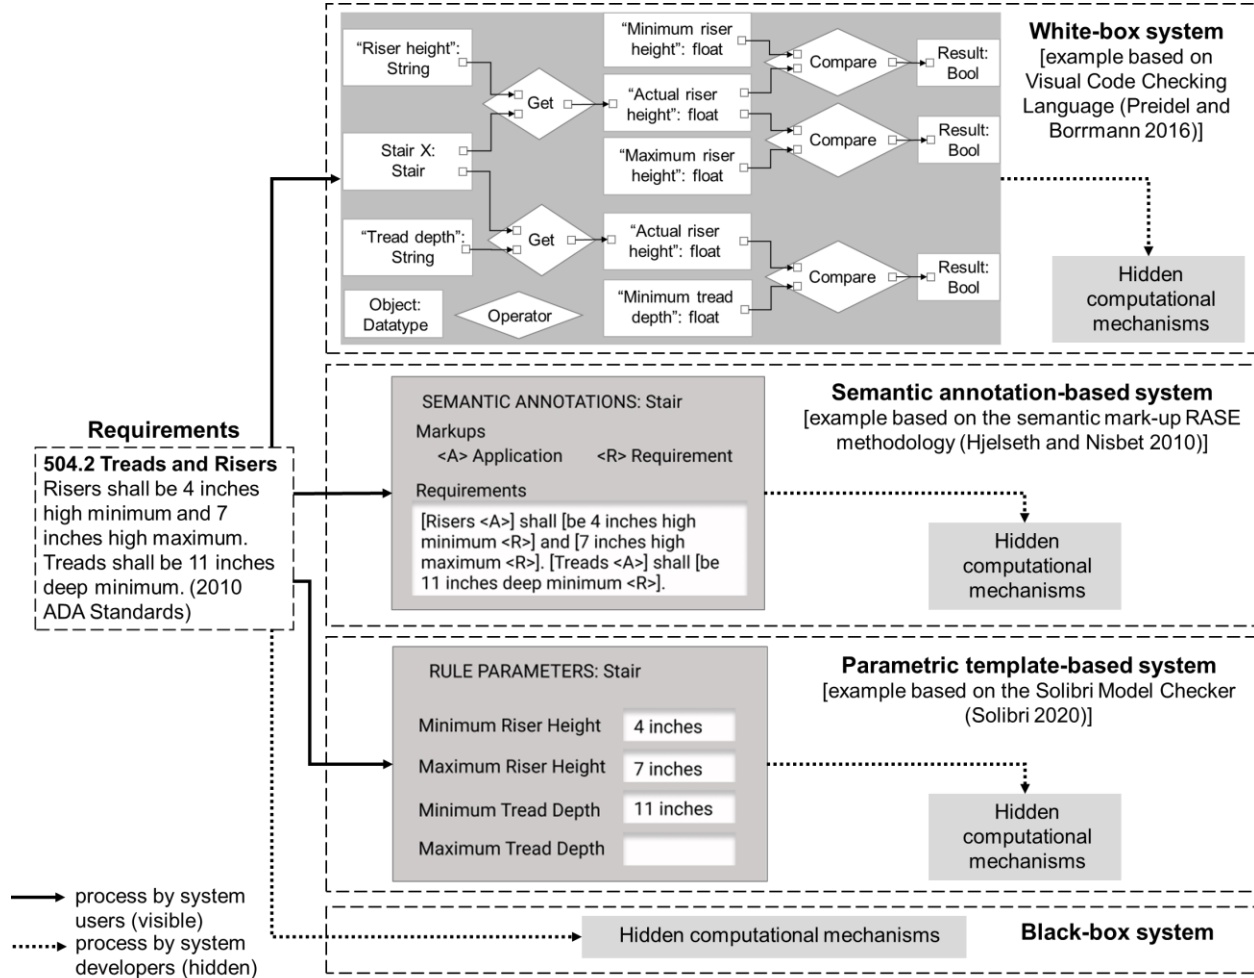 White-box system
[example based on
Visual Code Checking
Language (Preidel and
Borrmann 2016)]
“Riser height”:
String
Stair X:
Stair
“Tread depth”:
String
Object:
Datatype
Operator
Get
Get
“Minimum riser
height”: float
“Actual riser
height”: float
“Maximum riser
height”: float
“Actual riser
height”: float
“Minimum tread
depth”: float
Compare
Compare
Compare
Result:
Bool
Result:
Bool
Result:
Bool
Hidden
computational
mechanisms
Requirements
504.2 Treads and Risers
Risers shall be 4 inches
high minimum and 7
inches high maximum.
Treads shall be 11 inches
deep minimum. (2010
ADA Standards)
SEMANTIC ANNOTATIONS: Stair
Markups
<A> Application <R> Requirement
Requirements
[Risers <A>] shall [be 4 inches high
minimum <R>] and [7 inches high
maximum <R>]. [Treads <A>] shall [be
11 inches deep minimum <R>].
Semantic annotation-based system
[example based on the semantic mark-up RASE
methodology (Hjelseth and Nisbet 2010)]
Hidden
computational
mechanisms
RULE PARAMETERS: Stair
Minimum Riser Height 4 inches
Maximum Riser Height 7 inches
Minimum Tread Depth 11 inches
Maximum Tread Depth
Parametric template-based system
[example based on the Solibri Model Checker
(Solibri 2020)]
Hidden
computational
mechanisms
Hidden computational mechanisms
Black-box system
process by system
users (visible)
process by system
developers (hidden)